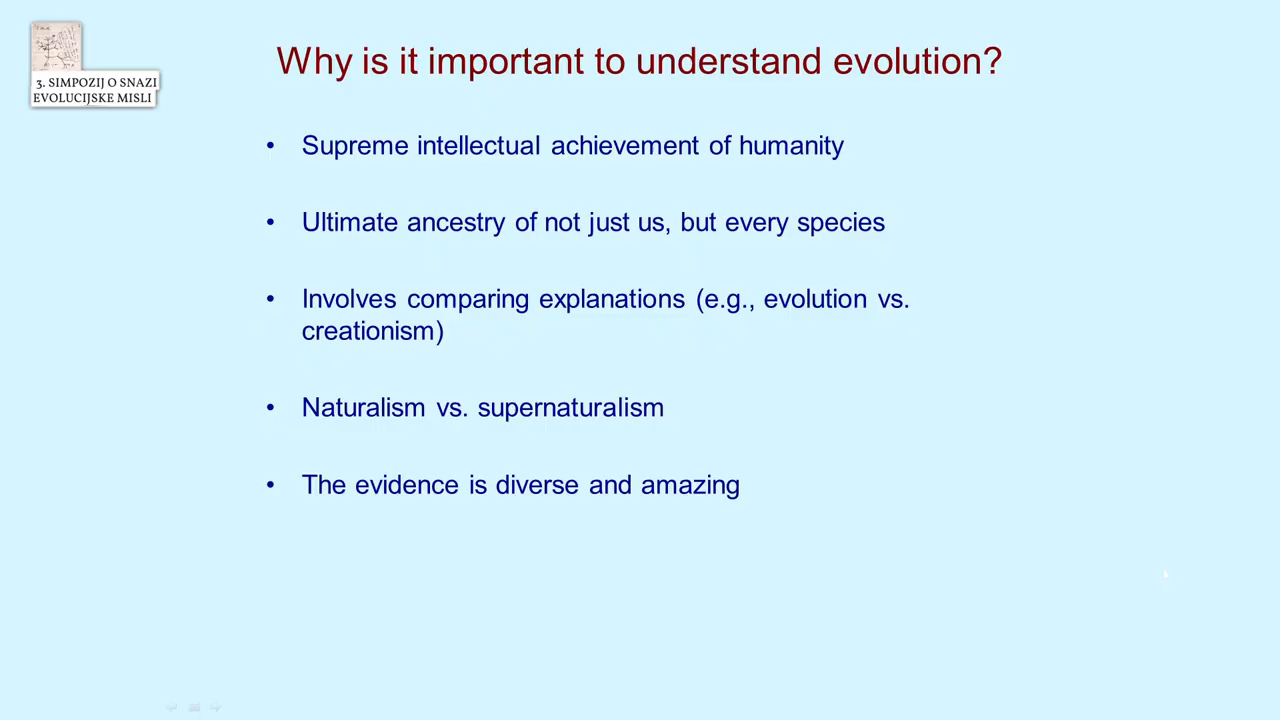 3. SIMPOZIJ O SNAZI
EVOLUCIJSKE MISLI
Why is it important to understand evolution?
• Supreme intellectual achievement of humanity
• Ultimate ancestry of not just us, but every species
• Involves comparing explanations (e.g., evolution vs.
creationism)
• Naturalism vs. supernaturalism
• The evidence is diverse and amazing